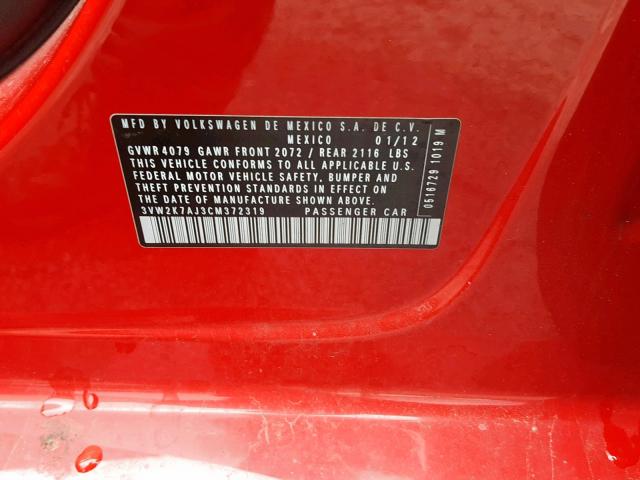 MFD BY VOLKSWAGEN DE MEXICO S.A. DE C.V.
MEXICO 01/12
GVWR 4079 GAWR FRONT 2072 / REAR 2116 LBS
THIS VEHICLE CONFORMS TO ALL APPLICABLE U.S.
FEDERAL MOTOR VEHICLE SAFETY, BUMPER AND
THEFT PREVENTION STANDARDS IN EFFECT ON
THE DATE OF MANUFACTURE SHOWN ABOVE.
3VW2K7AJ3CM372319 PASSENGER CAR
0516729 1019 M